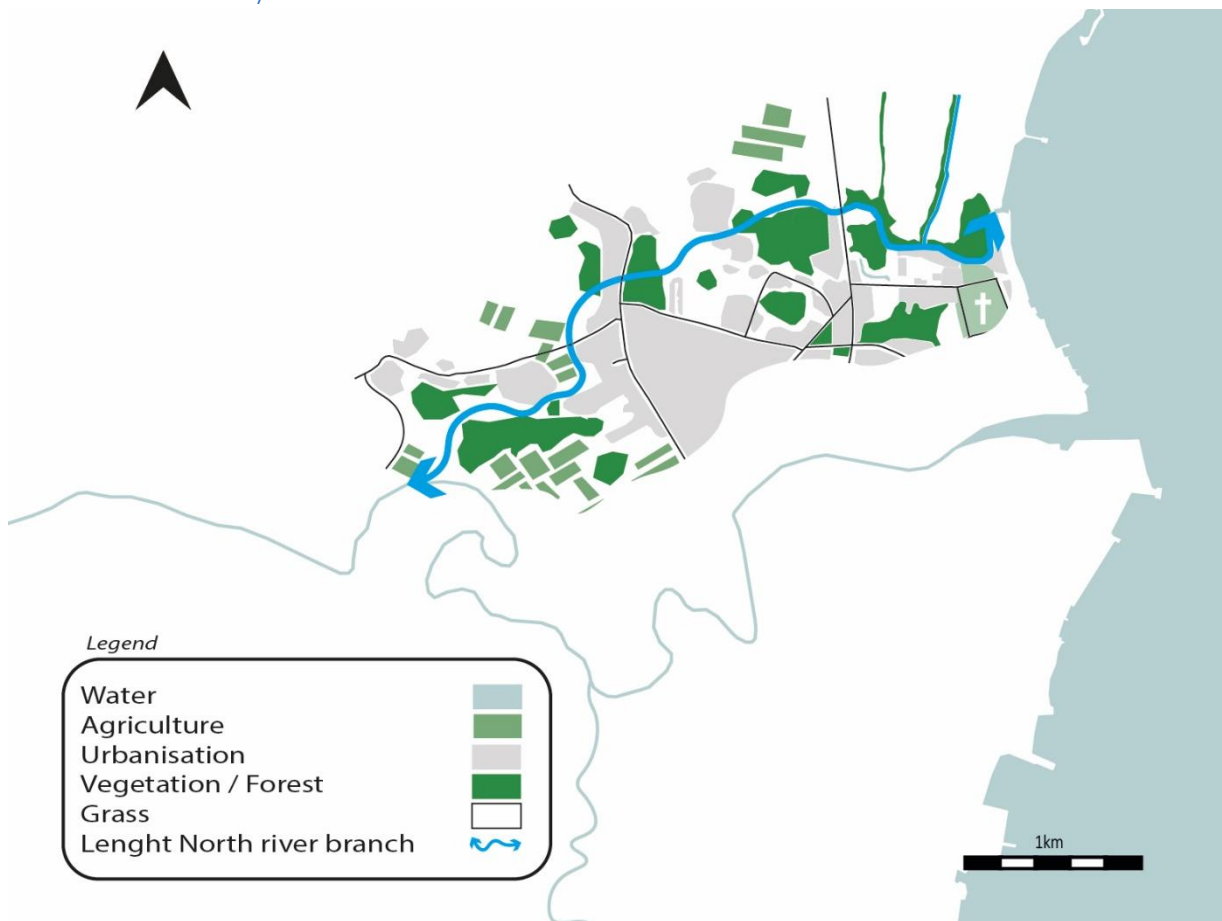 Legend
Water
Agriculture
Urbanisation
Vegetation / Forest
Grass
Lenght North river branch
1km